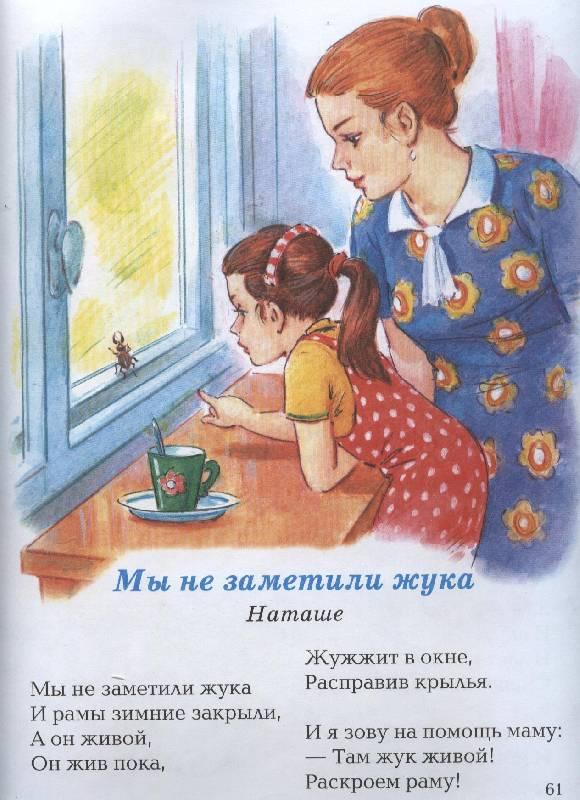 Мы не заметили жука
Наташе
Мы не заметили жука
И рамы зимние закрыли,
А он живой,
Он жив пока,
Жужжит в окне,
Расправив крылья.
И я зову на помощь маму:
— Там жук живой!
Раскроем раму!
61